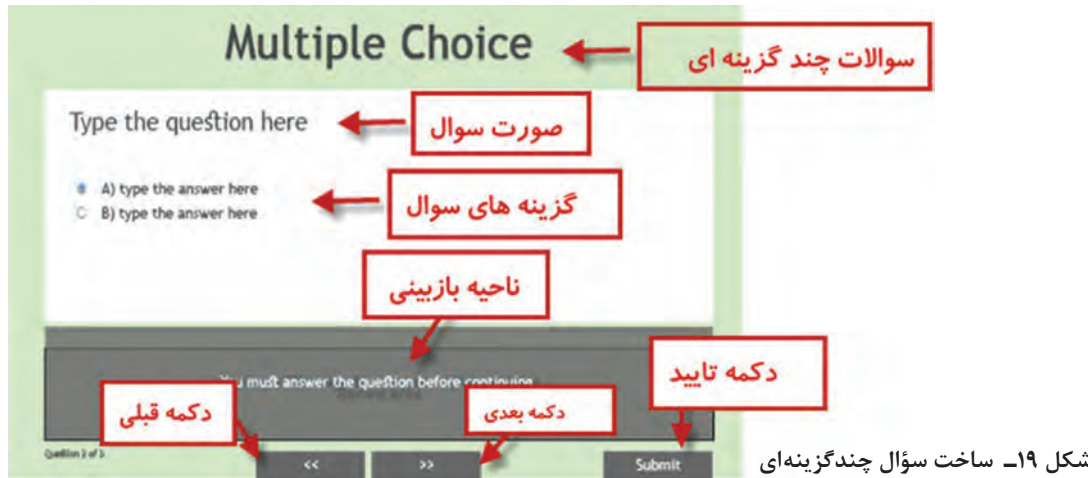 Multiple Choice
سوالات چند گزینه ای
Type the question here
صورت سوال
A) type the answer here
B) type the answer here
گزینه های سوال
ناحیه بازبینی
You must answer the question before continuing
دکمه تایید
دکمه قبلی
دکمه بعدی
Question 2 of 3
<<
>>
Submit
شکل ۱۹ــ ساخت سؤال چندگزینه‌ای